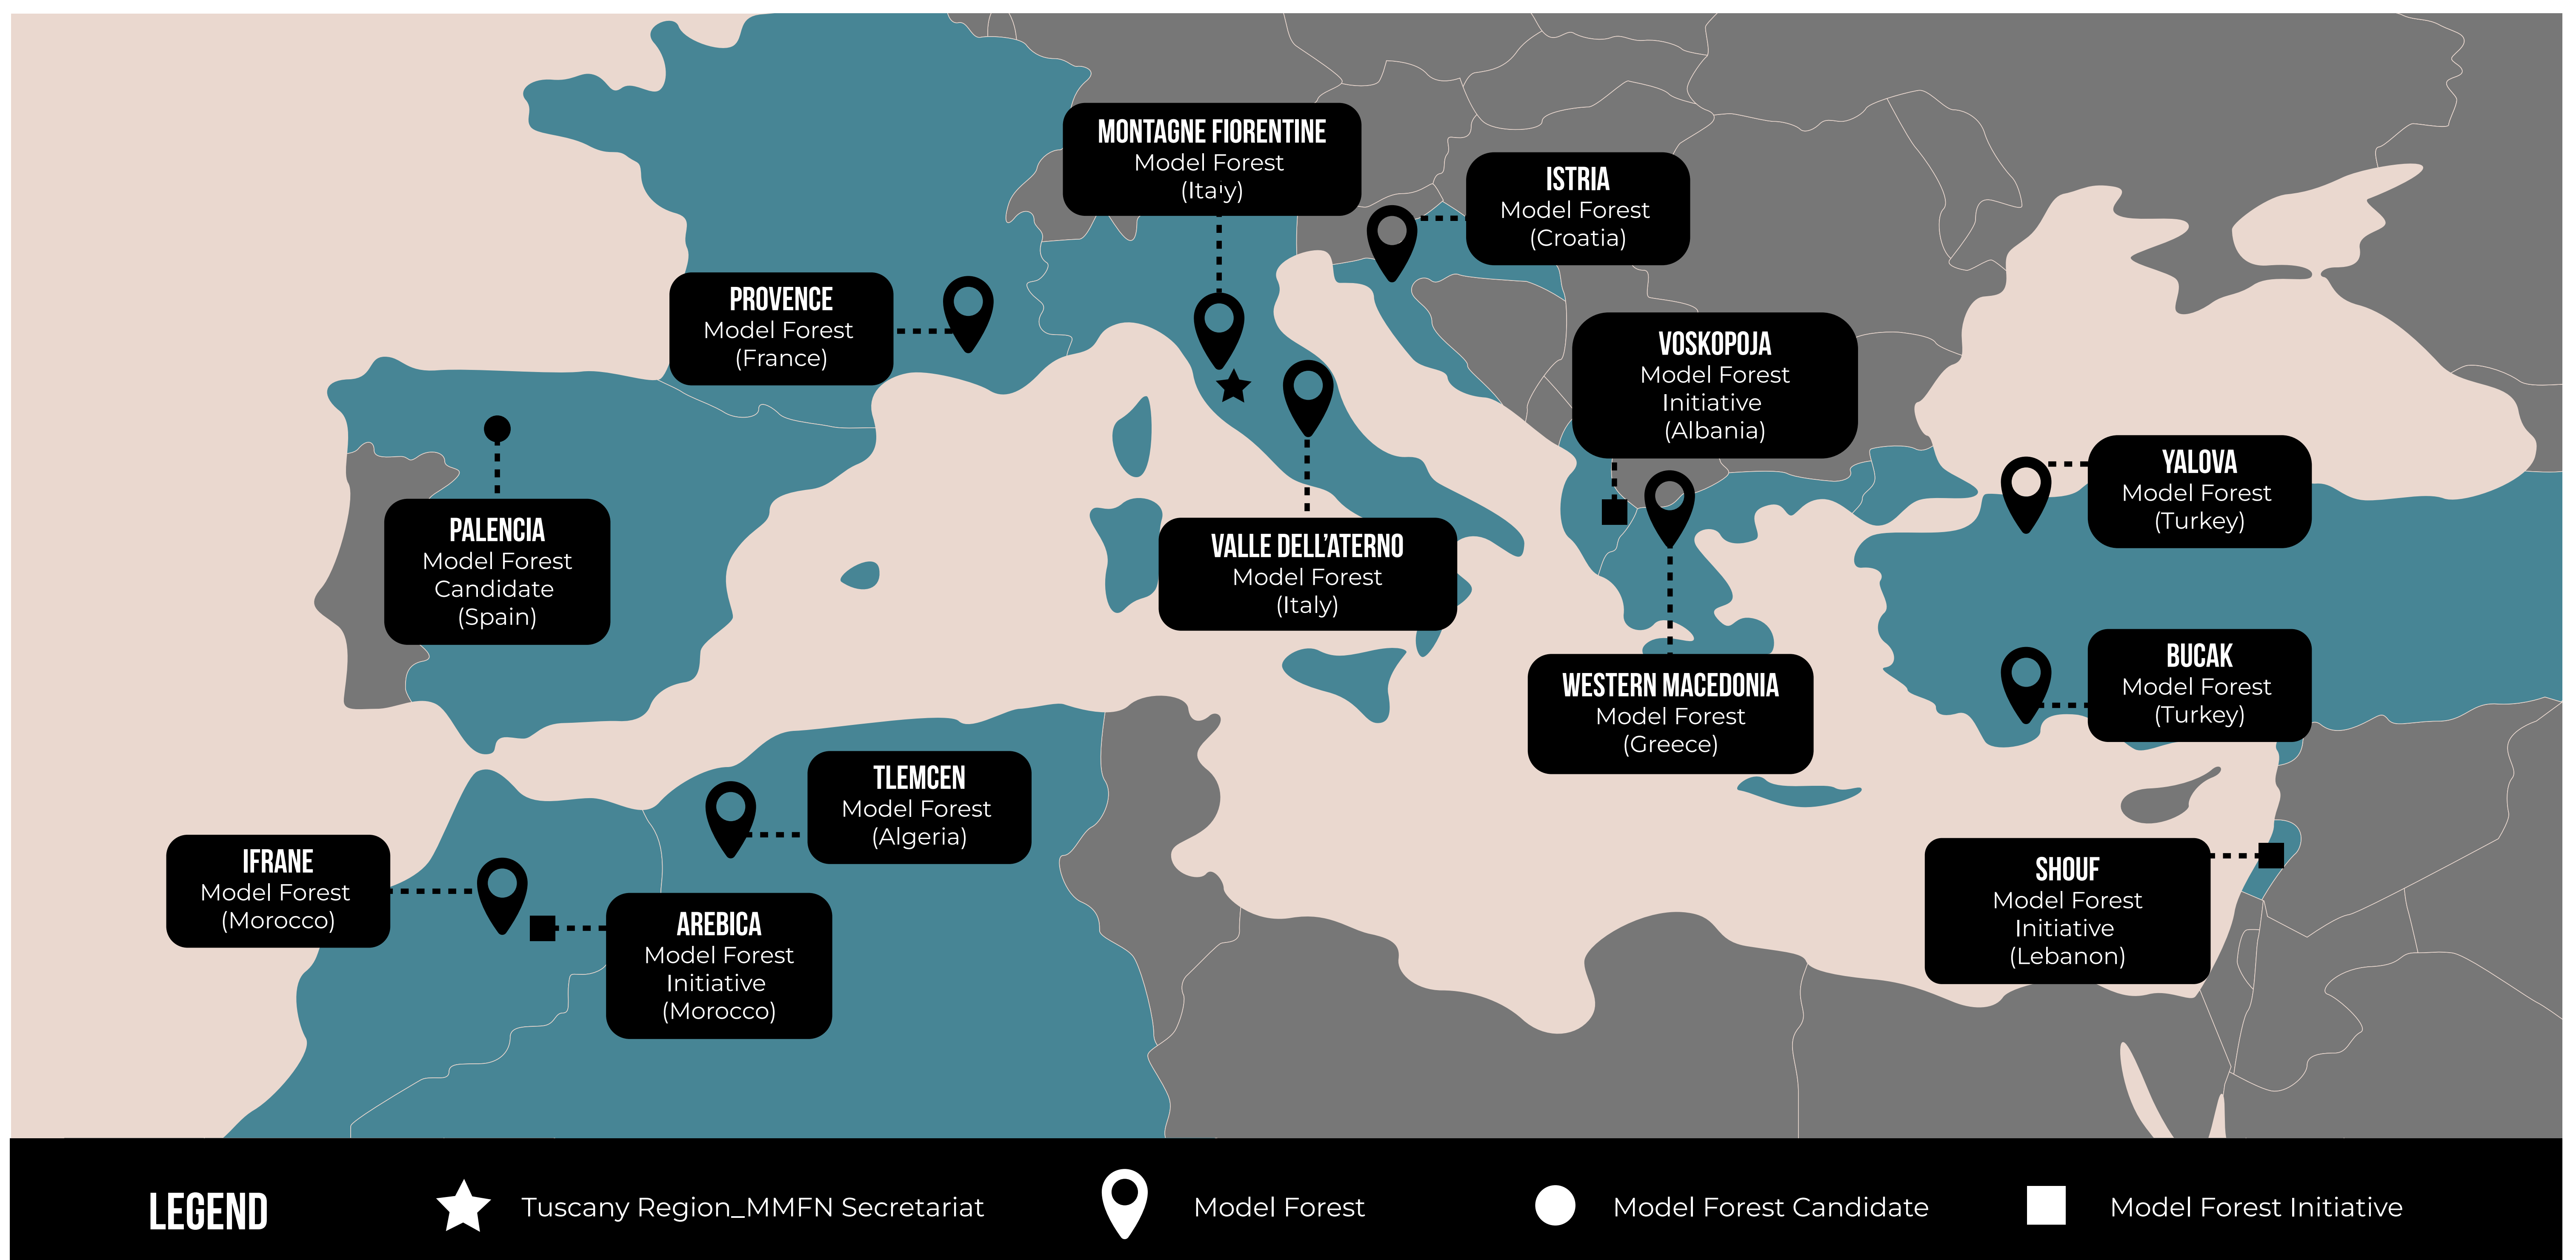 MONTAGNE FIORENTINE
Model Forest
(Italy)
ISTRIA
Model Forest
(Croatia)
PROVENCE
Model Forest
(France)
VOSKOPOJA
Model Forest
Initiative
(Albania)
YALOVA
Model Forest
(Turkey)
PALENCIA
Model Forest
Candidate
(Spain)
VALLE DELL'ATERNO
Model Forest
(Italy)
WESTERN MACEDONIA
Model Forest
(Greece)
BUCAK
Model Forest
(Turkey)
TLEMCEN
Model Forest
(Algeria)
IFRANE
Model Forest
(Morocco)
AREBICA
Model Forest
Initiative
(Morocco)
SHOUF
Model Forest
Initiative
(Lebanon)
LEGEND
Tuscany Region_MMFN Secretariat
Model Forest
Model Forest Candidate
Model Forest Initiative